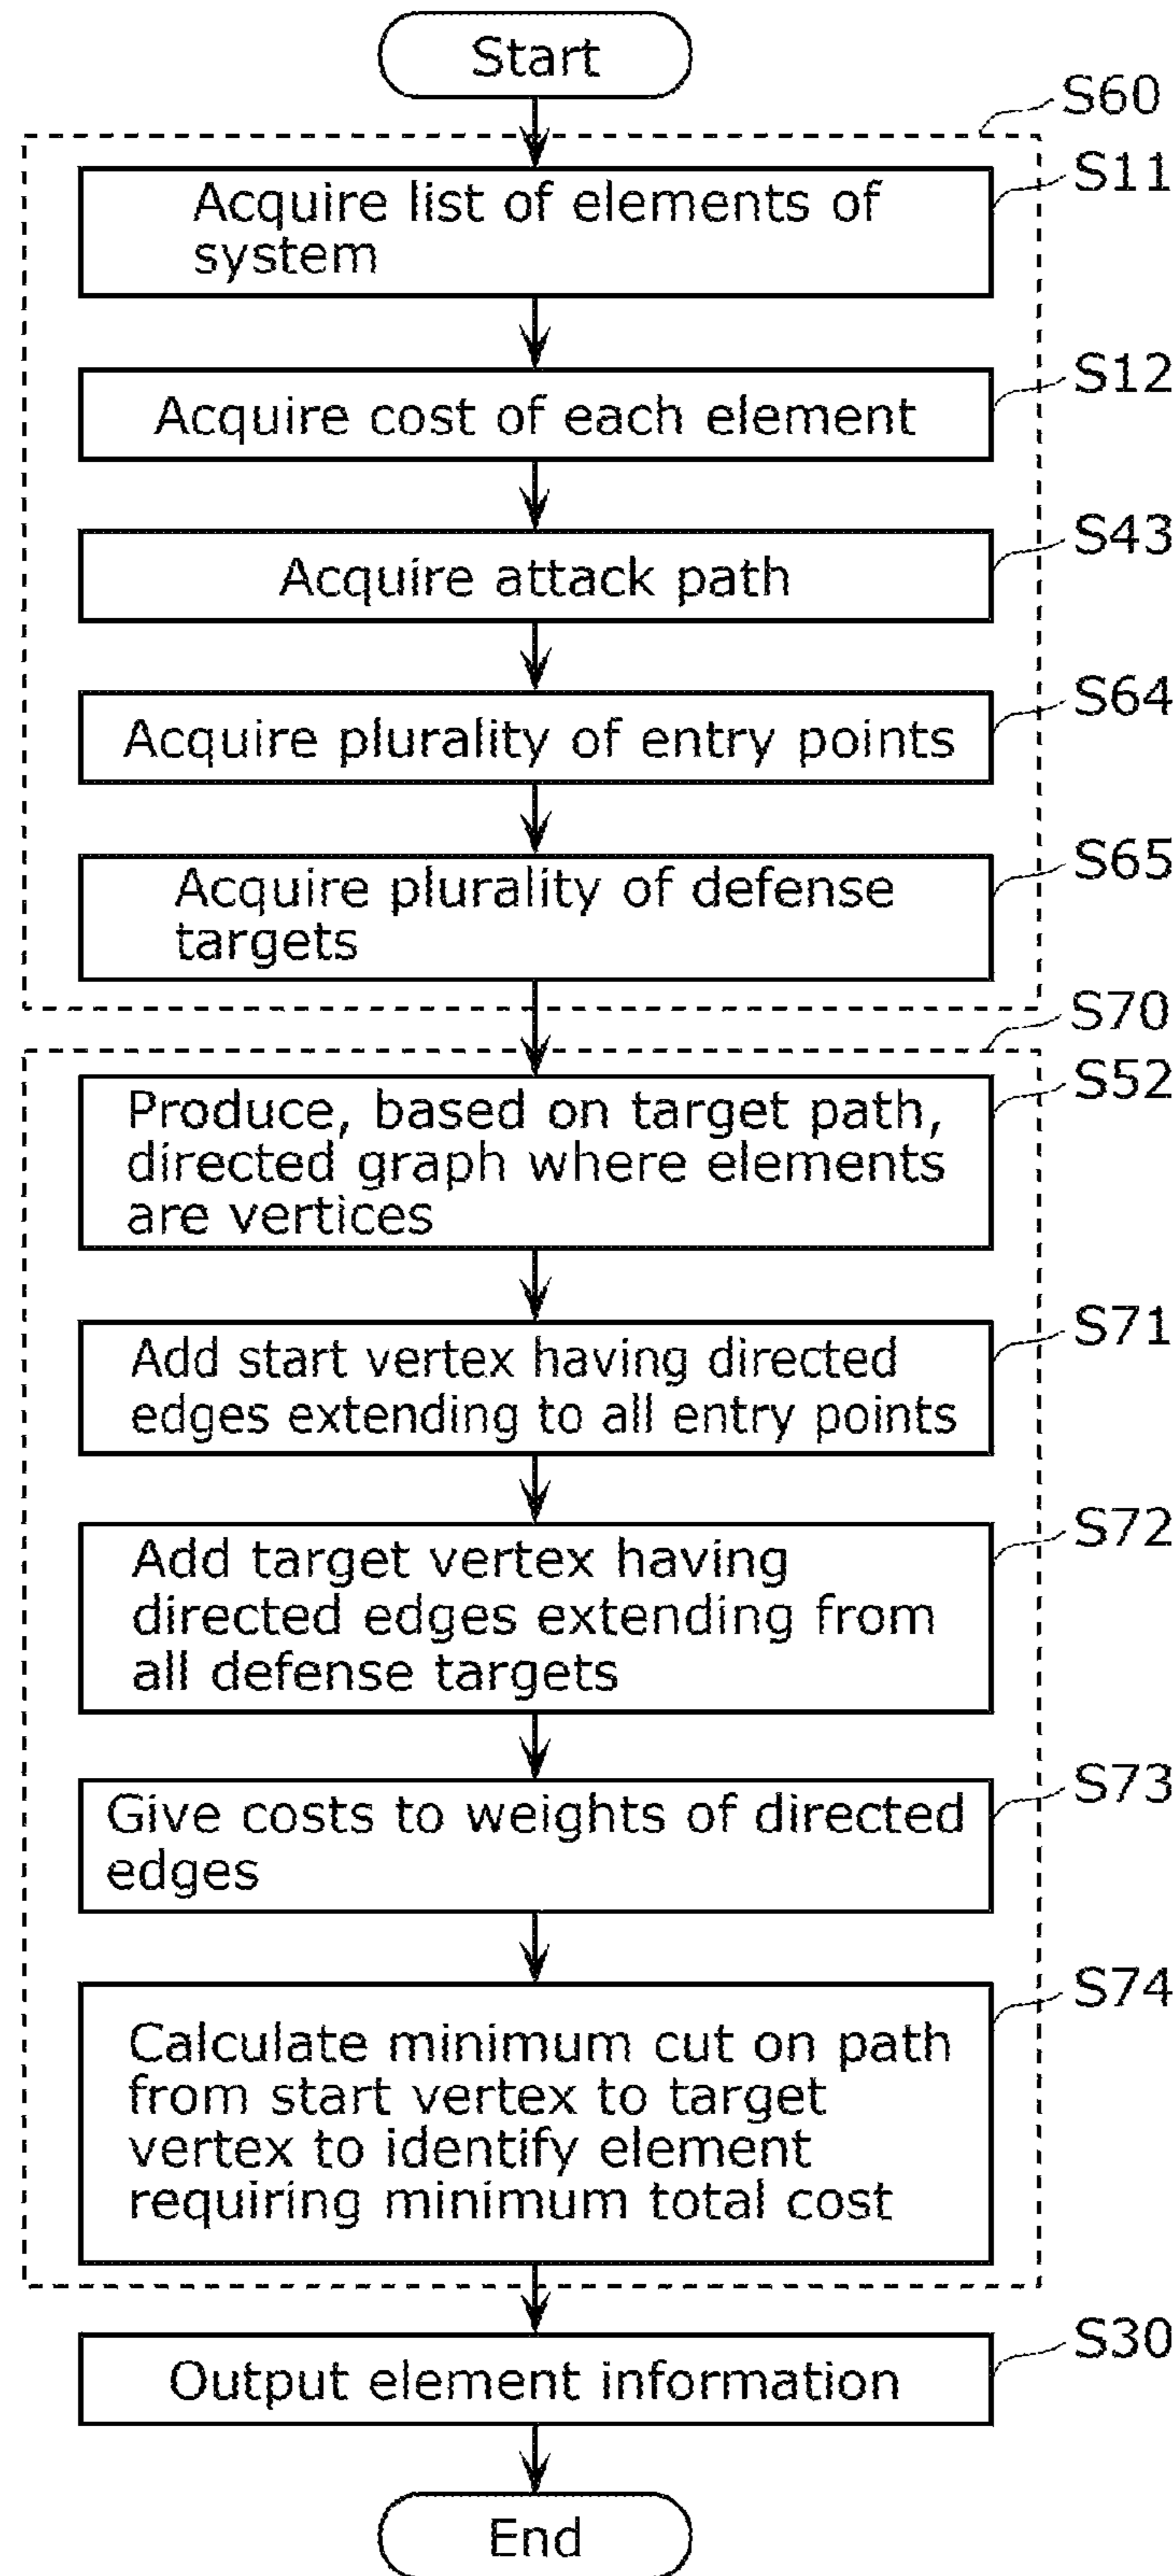 Start
S60
S11
Acquire list of elements of
system
S12
Acquire cost of each element
S43
Acquire attack path
S64
Acquire plurality of entry points
S65
Acquire plurality of defense
targets
S70
S52
Produce, based on target path,
directed graph where elements
are vertices
S71
Add start vertex having directed
edges extending to all entry points
S72
Add target vertex having
directed edges extending from
all defense targets
S73
Give costs to weights of directed
edges
S74
Calculate minimum cut on path
from start vertex to target
vertex to identify element
requiring minimum total cost
S30
Output element information
End